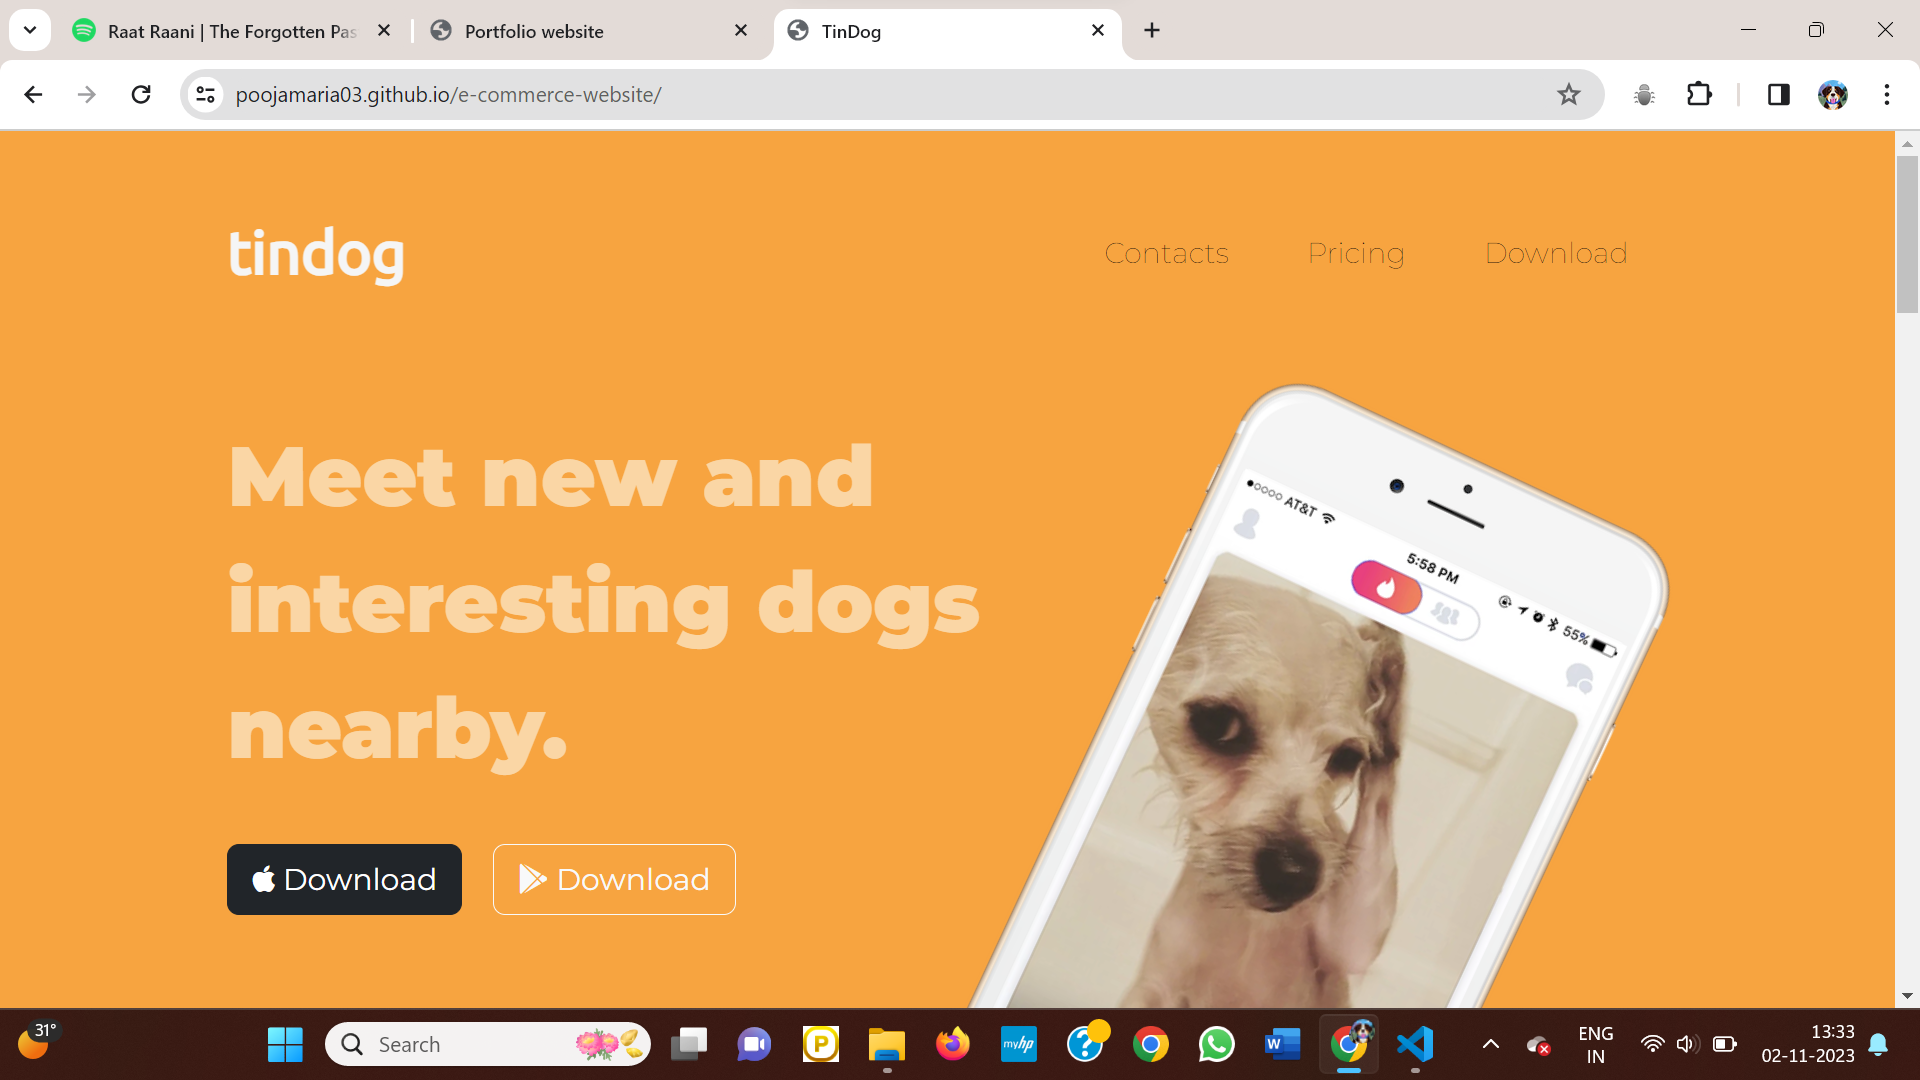 Raat Raani | The Forgotten Pas
Portfolio website
TinDog
poojamaria03.github.io/e-commerce-website/
tindog
Contacts
Pricing
Download
Meet new and
interesting dogs
nearby.
Download
Download
AT&T
5:58 PM
55%
31°
Search
P
myhp
?
W
ENG
IN
13:33
02-11-2023